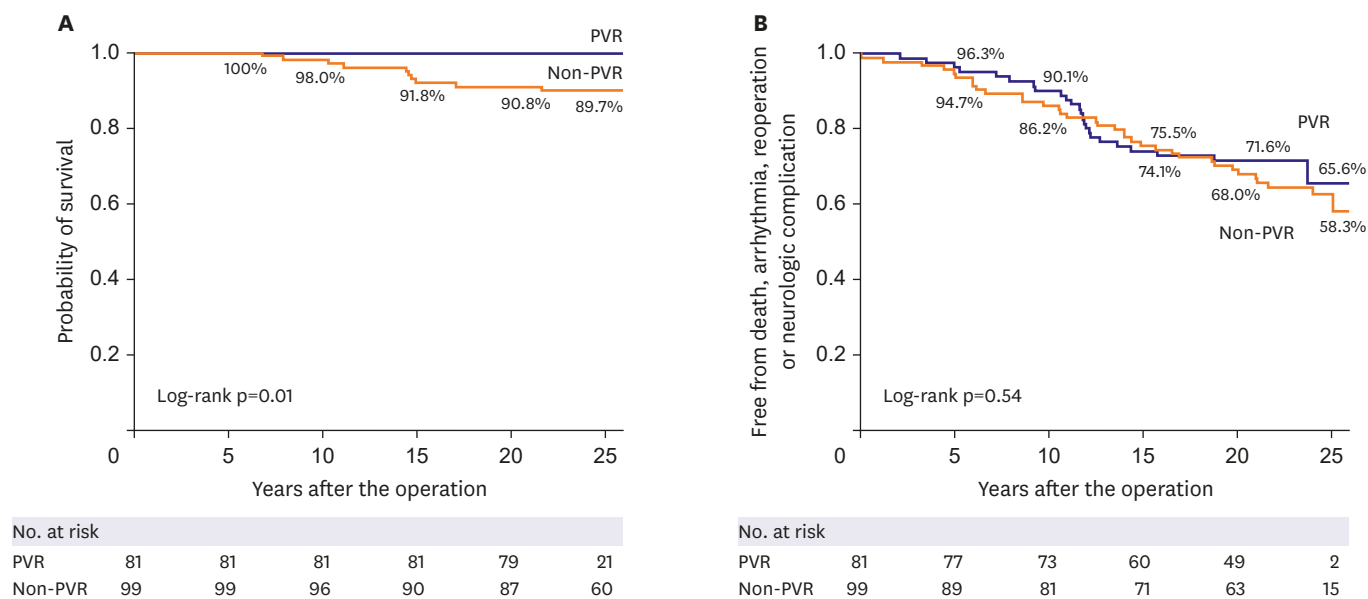 A
Probability of survival
1.0
0.8
0.6
0.4
0.2
0
PVR
Non-PVR
100%
98.0%
91.8%
90.8%
89.7%
Log-rank p=0.01
5 10 15 20 25
Years after the operation
No. at risk
PVR 81 81 81 81 79 21
Non-PVR 99 99 96 90 87 60
B
Free from death, arrhythmia, reoperation
or neurologic complication
1.0
0.8
0.6
0.4
0.2
0
96.3%
90.1%
94.7%
86.2%
75.5%
74.1%
PVR
71.6%
65.6%
68.0%
Non-PVR
58.3%
Log-rank p=0.54
5 10 15 20 25
Years after the operation
No. at risk
PVR 81 77 73 60 49 2
Non-PVR 99 89 81 71 63 15